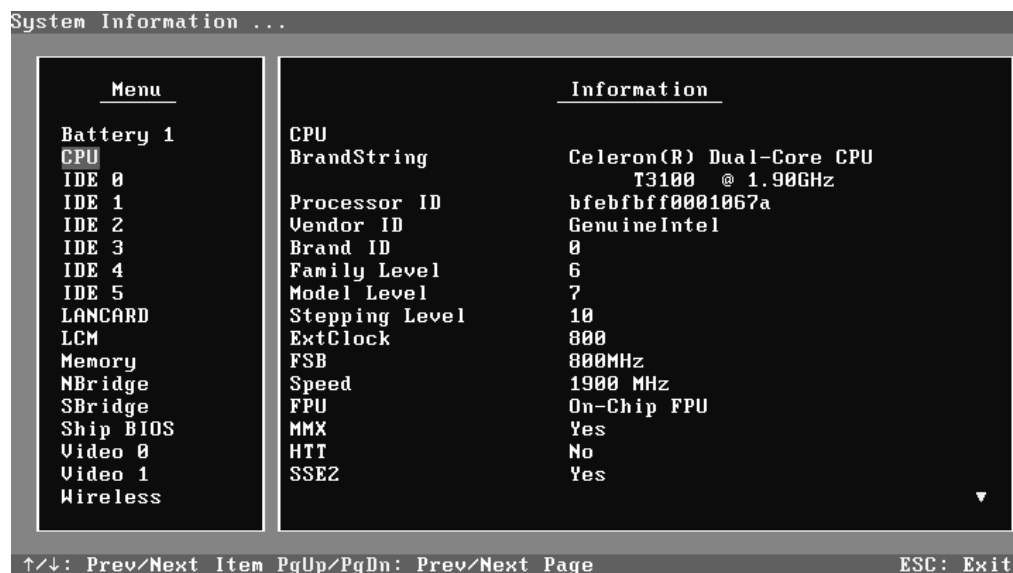 System Information ...
Menu
Battery 1
CPU
IDE 0
IDE 1
IDE 2
IDE 3
IDE 4
IDE 5
LANCARD
LCM
Memory
NBridge
SBridge
Ship BIOS
Video 0
Video 1
Wireless
Information
CPU
BrandString Celeron(R) Dual-Core CPU
T3100 @ 1.90GHz
Processor ID bfebfbff0001067a
Vendor ID GenuineIntel
Brand ID 0
Family Level 6
Model Level 7
Stepping Level 10
ExtClock 800
FSB 800MHz
Speed 1900 MHz
FPU On-Chip FPU
MMX Yes
HTT No
SSE2 Yes
▼
↑/↓: Prev/Next Item PgUp/PgDn: Prev/Next Page ESC: Exit